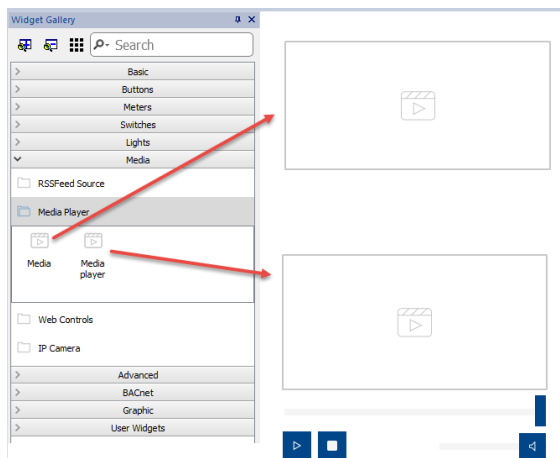 Widget Gallery
Search
Basic
Buttons
Meters
Switches
Lights
Media
RSSFeed Source
Media Player
Media
Media
player
Web Controls
IP Camera
Advanced
BACnet
Graphic
User Widgets